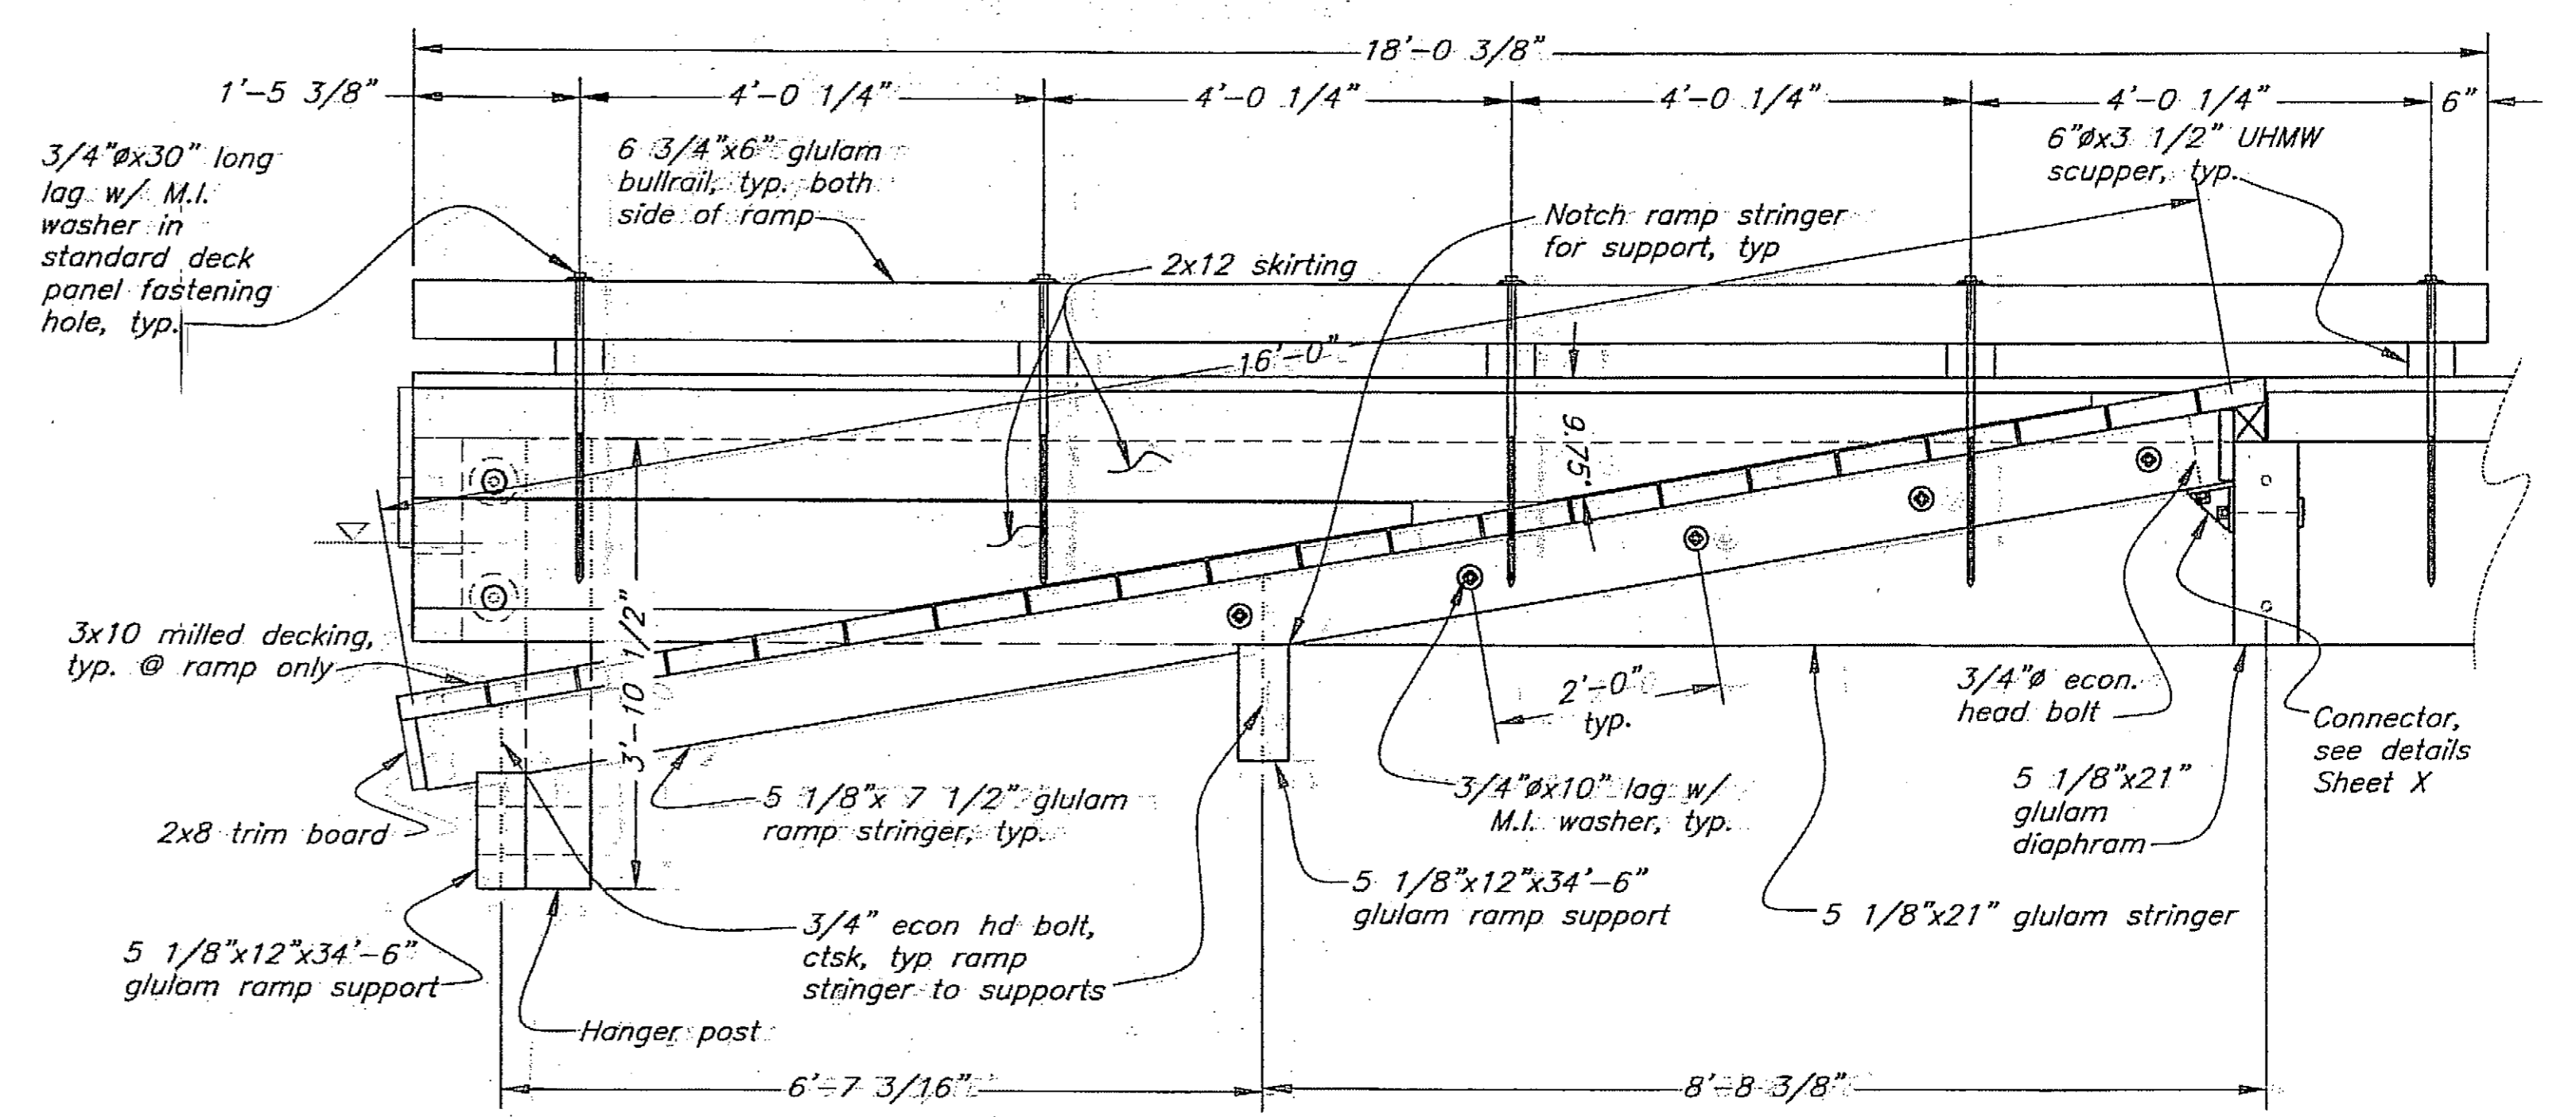 18'-0 3/8"
1'-5 3/8"
4'-0 1/4"
4'-0 1/4"
4'-0 1/4"
4'-0 1/4"
6"
3/4"øx30" long
lag w/ M.I.
washer in
standard deck
panel fastening
hole, typ.
6 3/4"x6" glulam
bullrail, typ. both
side of ramp
2x12 skirting
Notch ramp stringer
for support, typ
6"øx3 1/2" UHMW
scupper, typ.
16'-0"
9.75
3'-10 1/2"
3x10 milled decking,
typ. @ ramp only
2x8 trim board
5 1/8"x12"x34'-6"
glulam ramp support
Hanger post
5 1/8"x 7 1/2" glulam
ramp stringer, typ.
3/4" econ hd bolt,
ctsk, typ ramp
stringer to supports
2'-0"
typ.
3/4"øx10" lag w/
M.I. washer, typ.
5 1/8"x12"x34'-6"
glulam ramp support
3/4"ø econ.
head bolt
5 1/8"x21"
glulam
diaphram
Connector,
see details
Sheet X
5 1/8"x21" glulam stringer
6'-7 3/16"
8'-8 3/8"